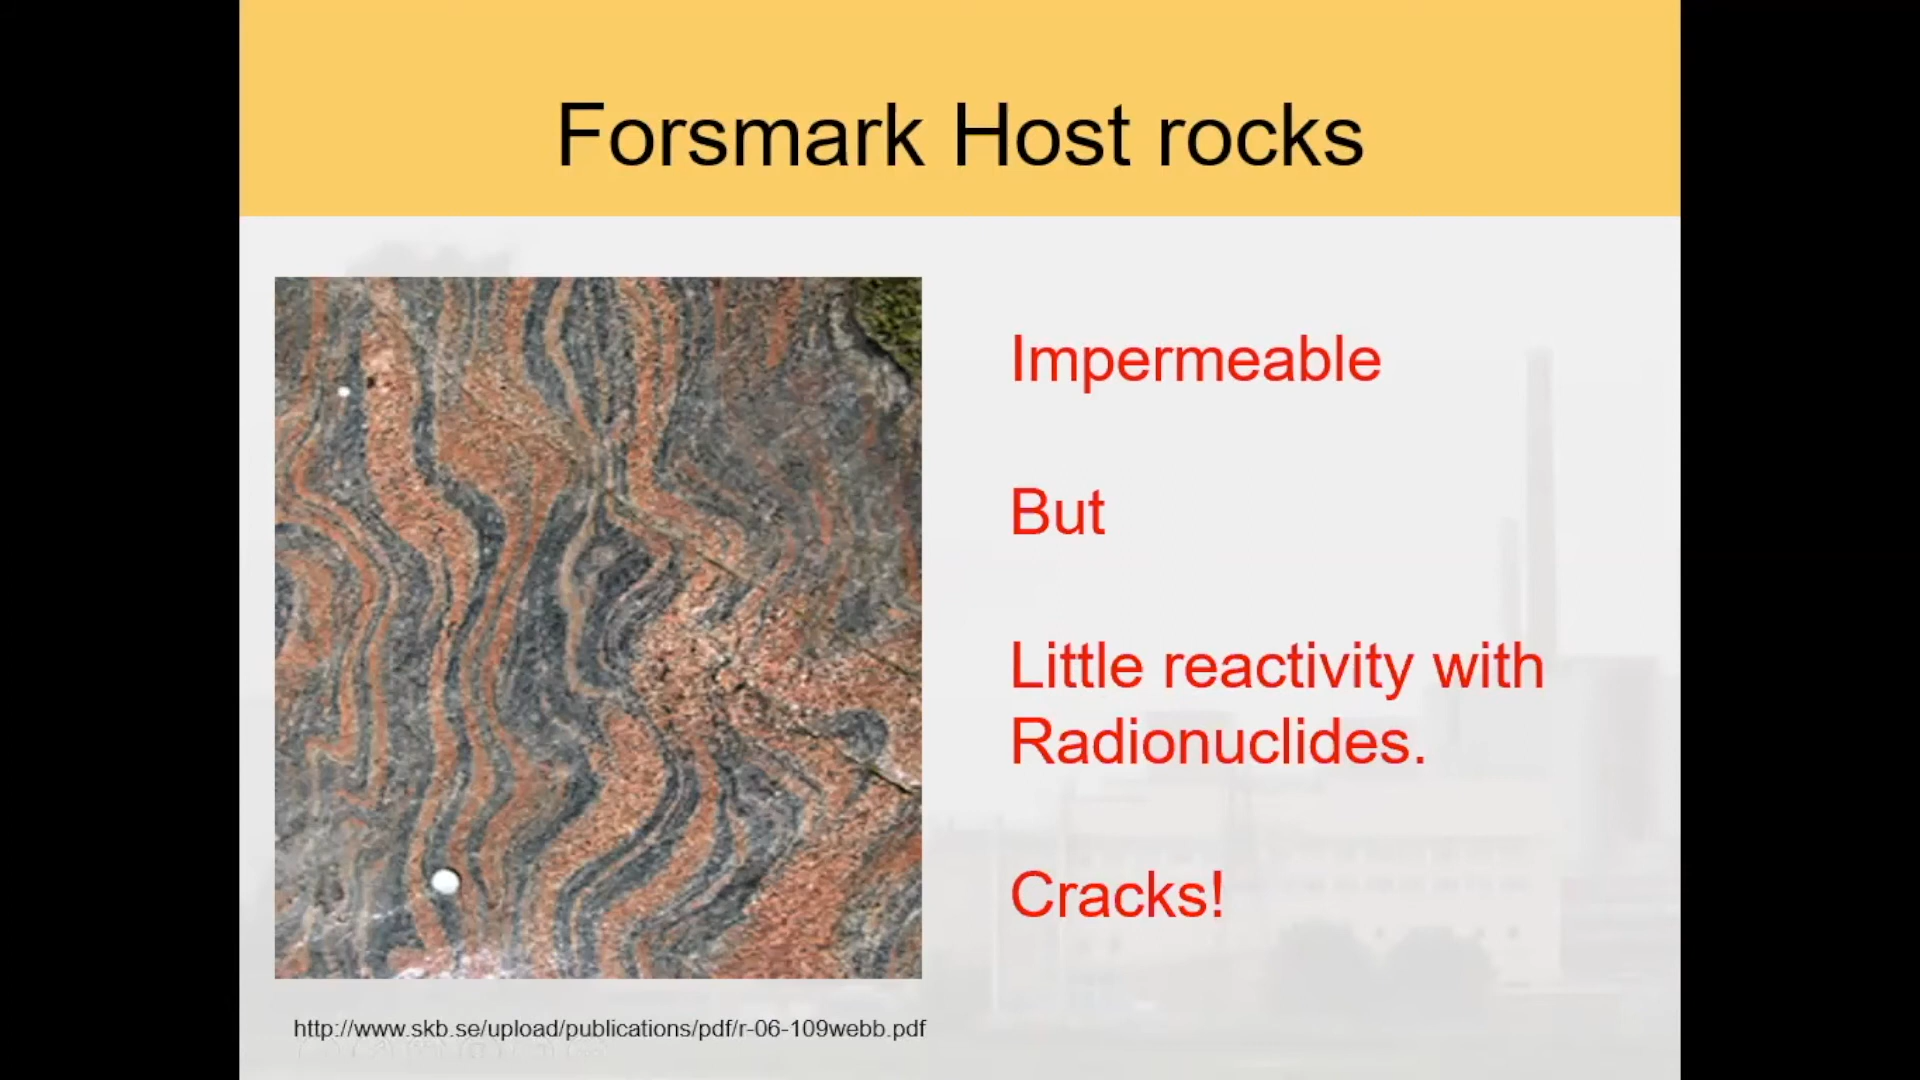 Forsmark Host rocks
Impermeable
But
Little reactivity with
Radionuclides.
Cracks!
http://www.skb.se/upload/publications/pdf/r-06-109webb.pdf